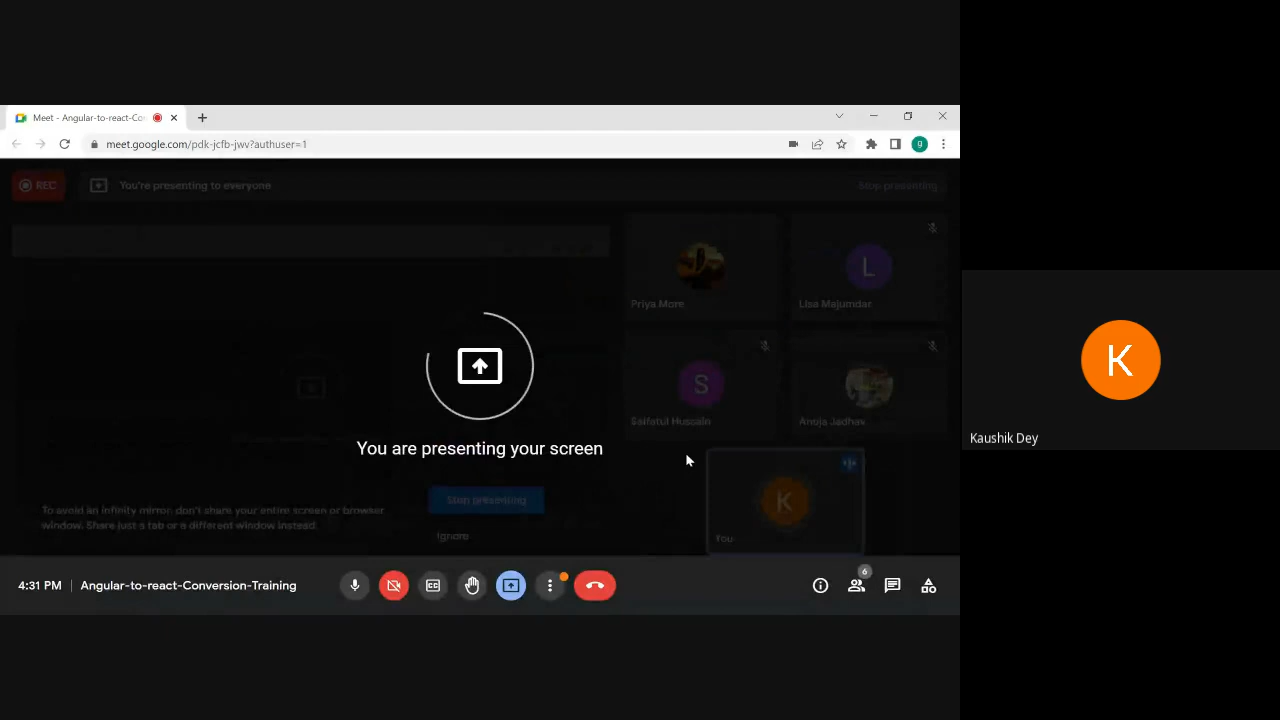 Meet - Angular-to-react-Co
meet.google.com/pdk-jcfb-jwv?authuser=1
9
REC
You're presenting to everyone
Stop presenting
Priya More
L
Lisa Majumdar
S
Saifatul Hussain
Anuja Jadhav
You are presenting your screen
To avoid an infinity mirror, don't share your entire screen or browser
window. Share just a tab or a different window instead.
Stop presenting
Ignore
K
You
K
Kaushik Dey
4:31 PM | Angular-to-react-Conversion-Training
CC
6